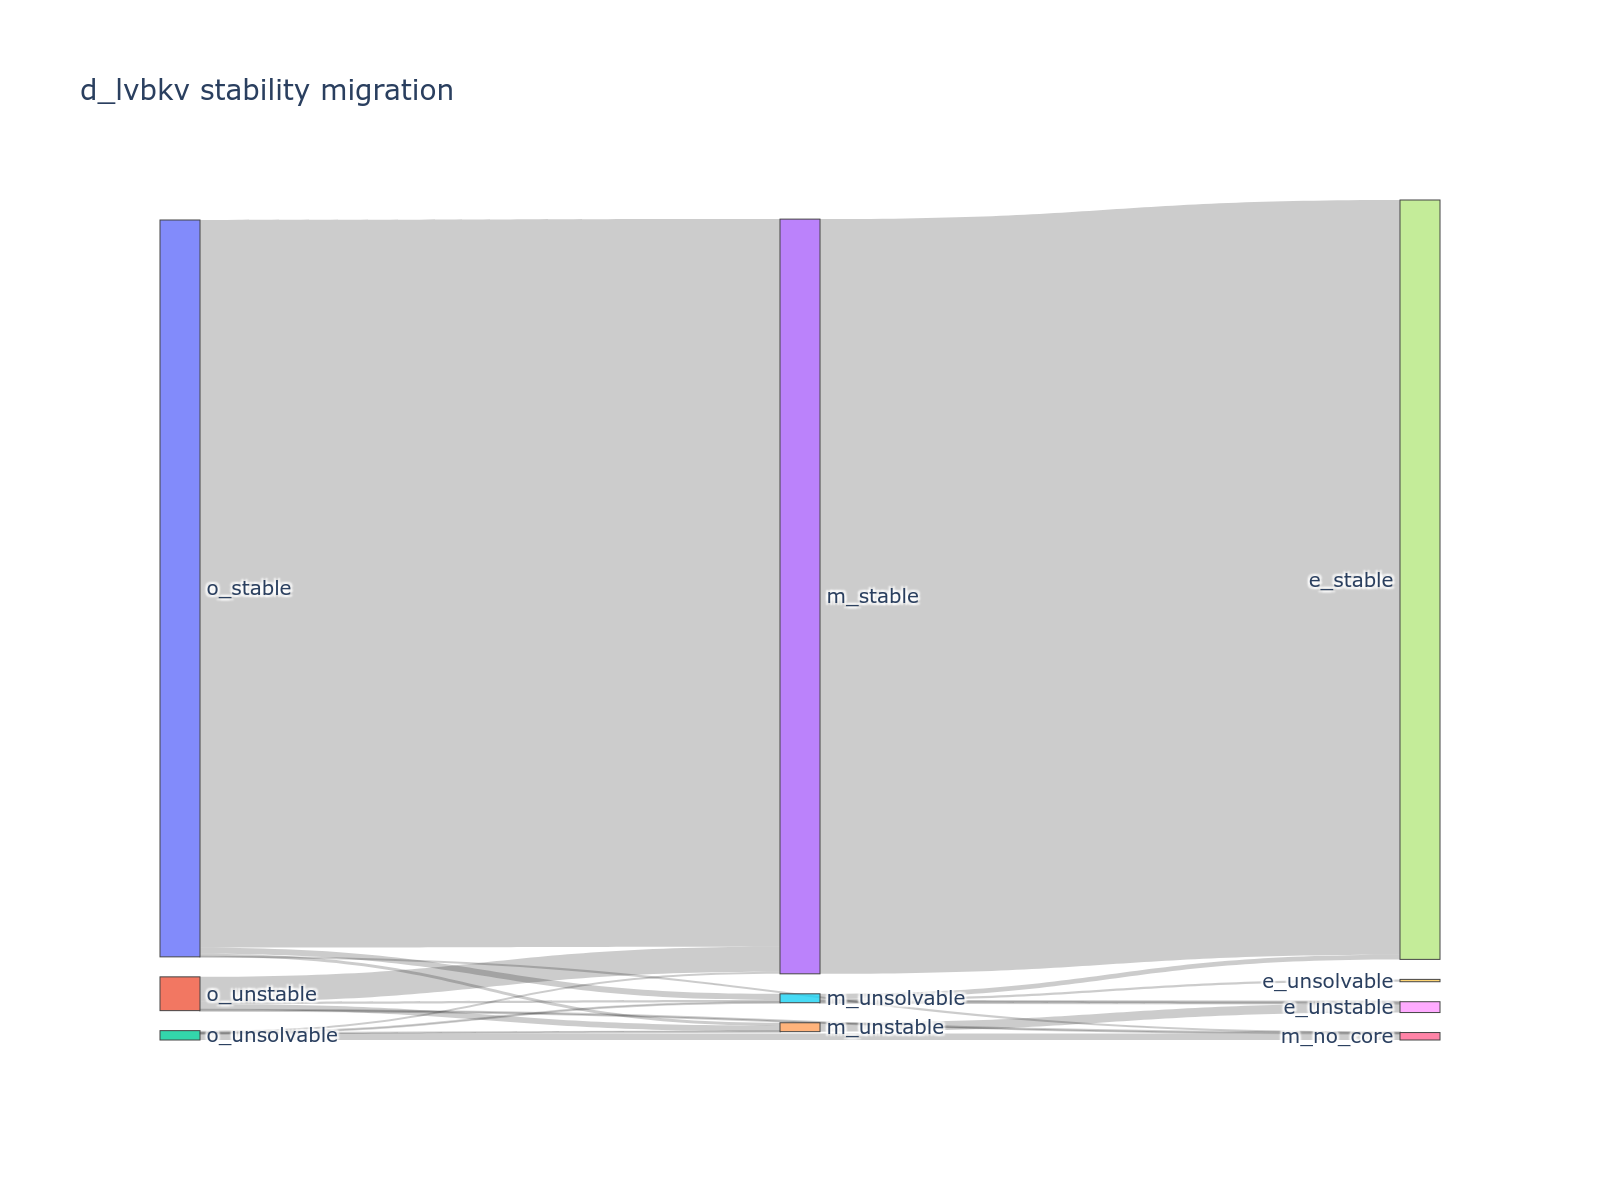 d_lvbkv stability migration
o_stable
m_stable
e_stable
e_unsolvable
o_unstable
m_unsolvable
e_unstable
m_unstable
o_unsolvable
m_no_core